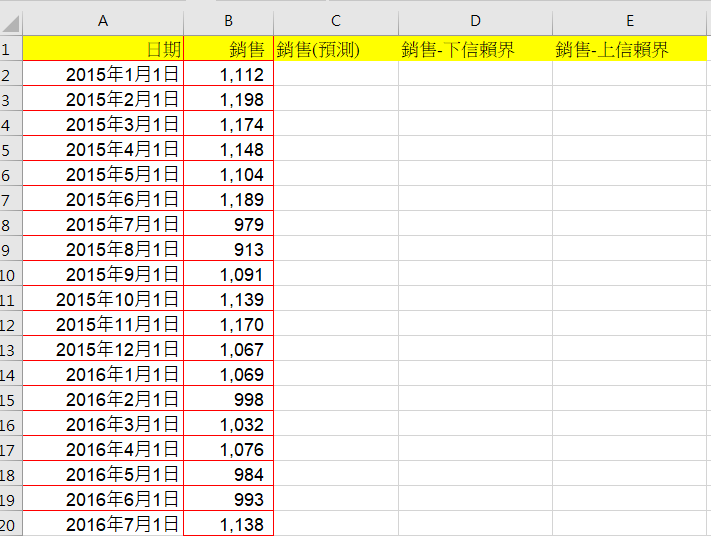 A B C D E
1 日期 銷售 銷售(預測) 銷售-下信賴界 銷售-上信賴界
2 2015年1月1日 1,112
3 2015年2月1日 1,198
4 2015年3月1日 1,174
5 2015年4月1日 1,148
6 2015年5月1日 1,104
7 2015年6月1日 1,189
8 2015年7月1日 979
9 2015年8月1日 913
10 2015年9月1日 1,091
11 2015年10月1日 1,139
12 2015年11月1日 1,170
13 2015年12月1日 1,067
14 2016年1月1日 1,069
15 2016年2月1日 998
16 2016年3月1日 1,032
17 2016年4月1日 1,076
18 2016年5月1日 984
19 2016年6月1日 993
20 2016年7月1日 1,138